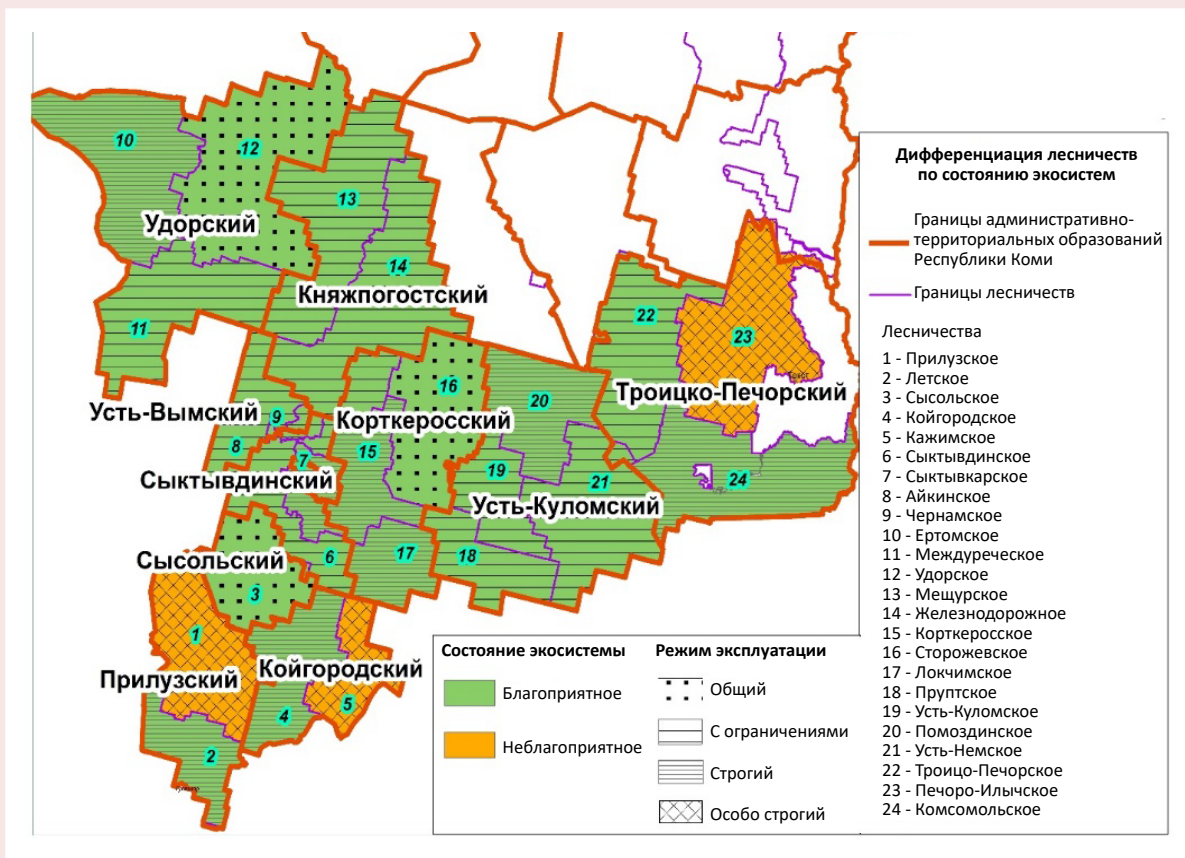 10
12
Удорский
13
14
Княжпогостский
11
22
23
Троицко-Печорский
16
20
Усть-Вымский
9
Корткеросский
8
7
15
19
21
24
Сыктывдинский
Усть-Куломский
Сысольский
6
17
18
3
1
Прилузский
Койгородский
4
5
2
Дифференциация лесничеств
по состоянию экосистем
Границы административно-
территориальных образований
Республики Коми
Границы лесничеств
Лесничества
1 - Прилузское
2 - Летское
3 - Сысольское
4 - Койгородское
5 - Кажимское
6 - Сыктывдинское
7 - Сыктывкарское
8 - Айкинское
9 - Чернамское
10 - Ертомское
11 - Междуреческое
12 - Удорское
13 - Мещурское
14 - Железнодорожное
15 - Корткеросское
16 - Сторожевское
17 - Локчимское
18 - Пруптское
19 - Усть-Куломское
20 - Помоздинское
21 - Усть-Немское
22 - Троицо-Печорское
23 - Печоро-Илычское
24 - Комсомольское
Состояние экосистемы
Благоприятное
Неблагоприятное
Режим эксплуатации
Общий
С ограничениями
Строгий
Особо строгий